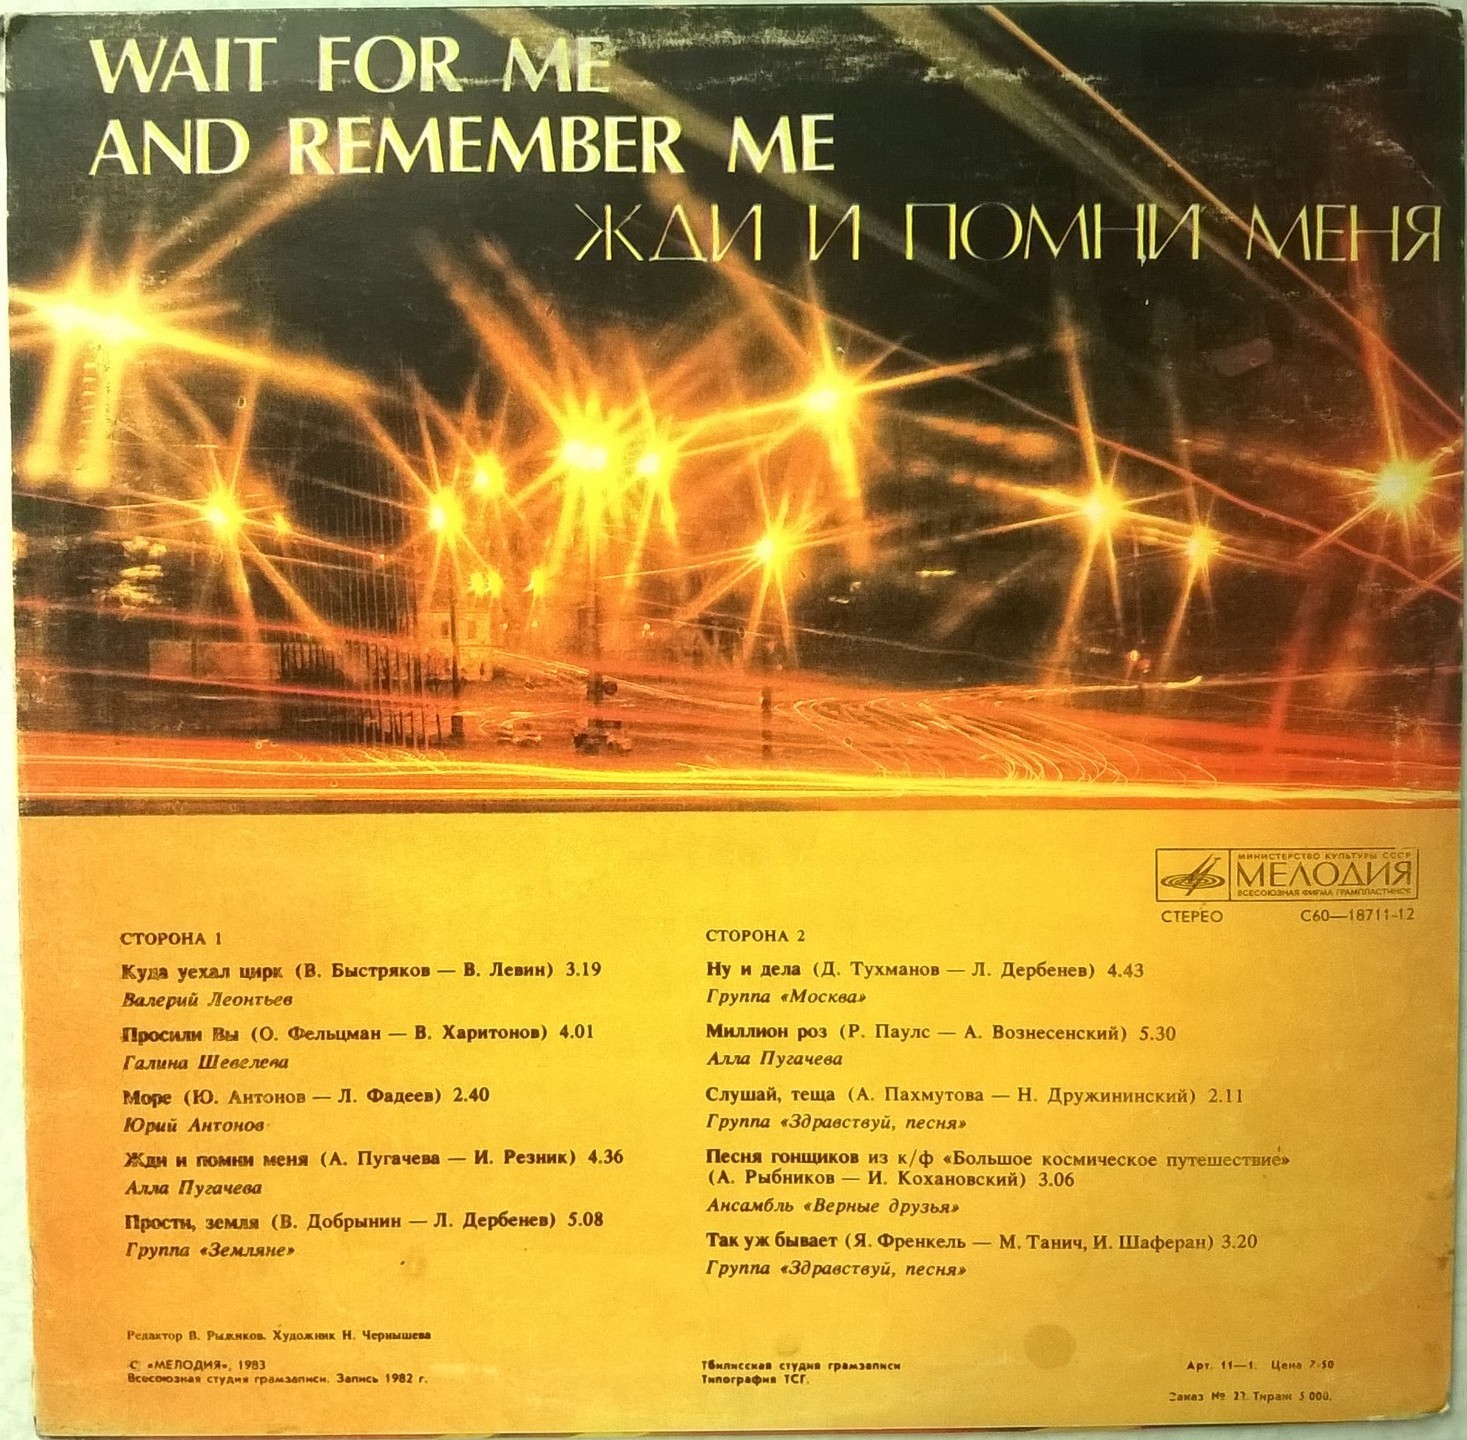 WAIT FOR ME
AND REMEMBER ME
ЖДИ И ПОМНИ МЕНЯ
МИНИСТЕРСТВО КУЛЬТУРЫ СССР
МЕЛОДИЯ
ВСЕСОЮЗНАЯ ФИРМА ГРАМПЛАСТИНОК
СТЕРЕО С60—18711-12
СТОРОНА 1
Куда уехал цирк (В. Быстряков — В. Левин) 3.19
Валерий Леонтьев
Просили Вы (О. Фельцман — В. Харитонов) 4.01
Галина Шевелева
Море (Ю. Антонов — Л. Фадеев) 2.40
Юрий Антонов
Жди и помни меня (А. Пугачева — И. Резник) 4.36
Алла Пугачева
Прости, земля (В. Добрынин — Л. Дербенев) 5.08
Группа «Земляне»
СТОРОНА 2
Ну и дела (Д. Тухманов — Л. Дербенев) 4.43
Группа «Москва»
Миллион роз (Р. Паулс — А. Вознесенский) 5.30
Алла Пугачева
Слушай, теща (А. Пахмутова — Н. Дружининский) 2.11
Группа «Здравствуй, песня»
Песня гонщиков из к/ф «Большое космическое путешествие»
(А. Рыбников — И. Кохановский) 3.06
Ансамбль «Верные друзья»
Так уж бывает (Я. Френкель — М. Танич, И. Шаферан) 3.20
Группа «Здравствуй, песня»
Редактор В. Рыжиков. Художник Н. Чернышева
С «МЕЛОДИЯ», 1983
Всесоюзная студия грамзаписи. Запись 1982 г.
Тбилисская студия грамзаписи
Типография ТСГ.
Арт. 11—1. Цена 2-50
Заказ № Тираж 5 000.